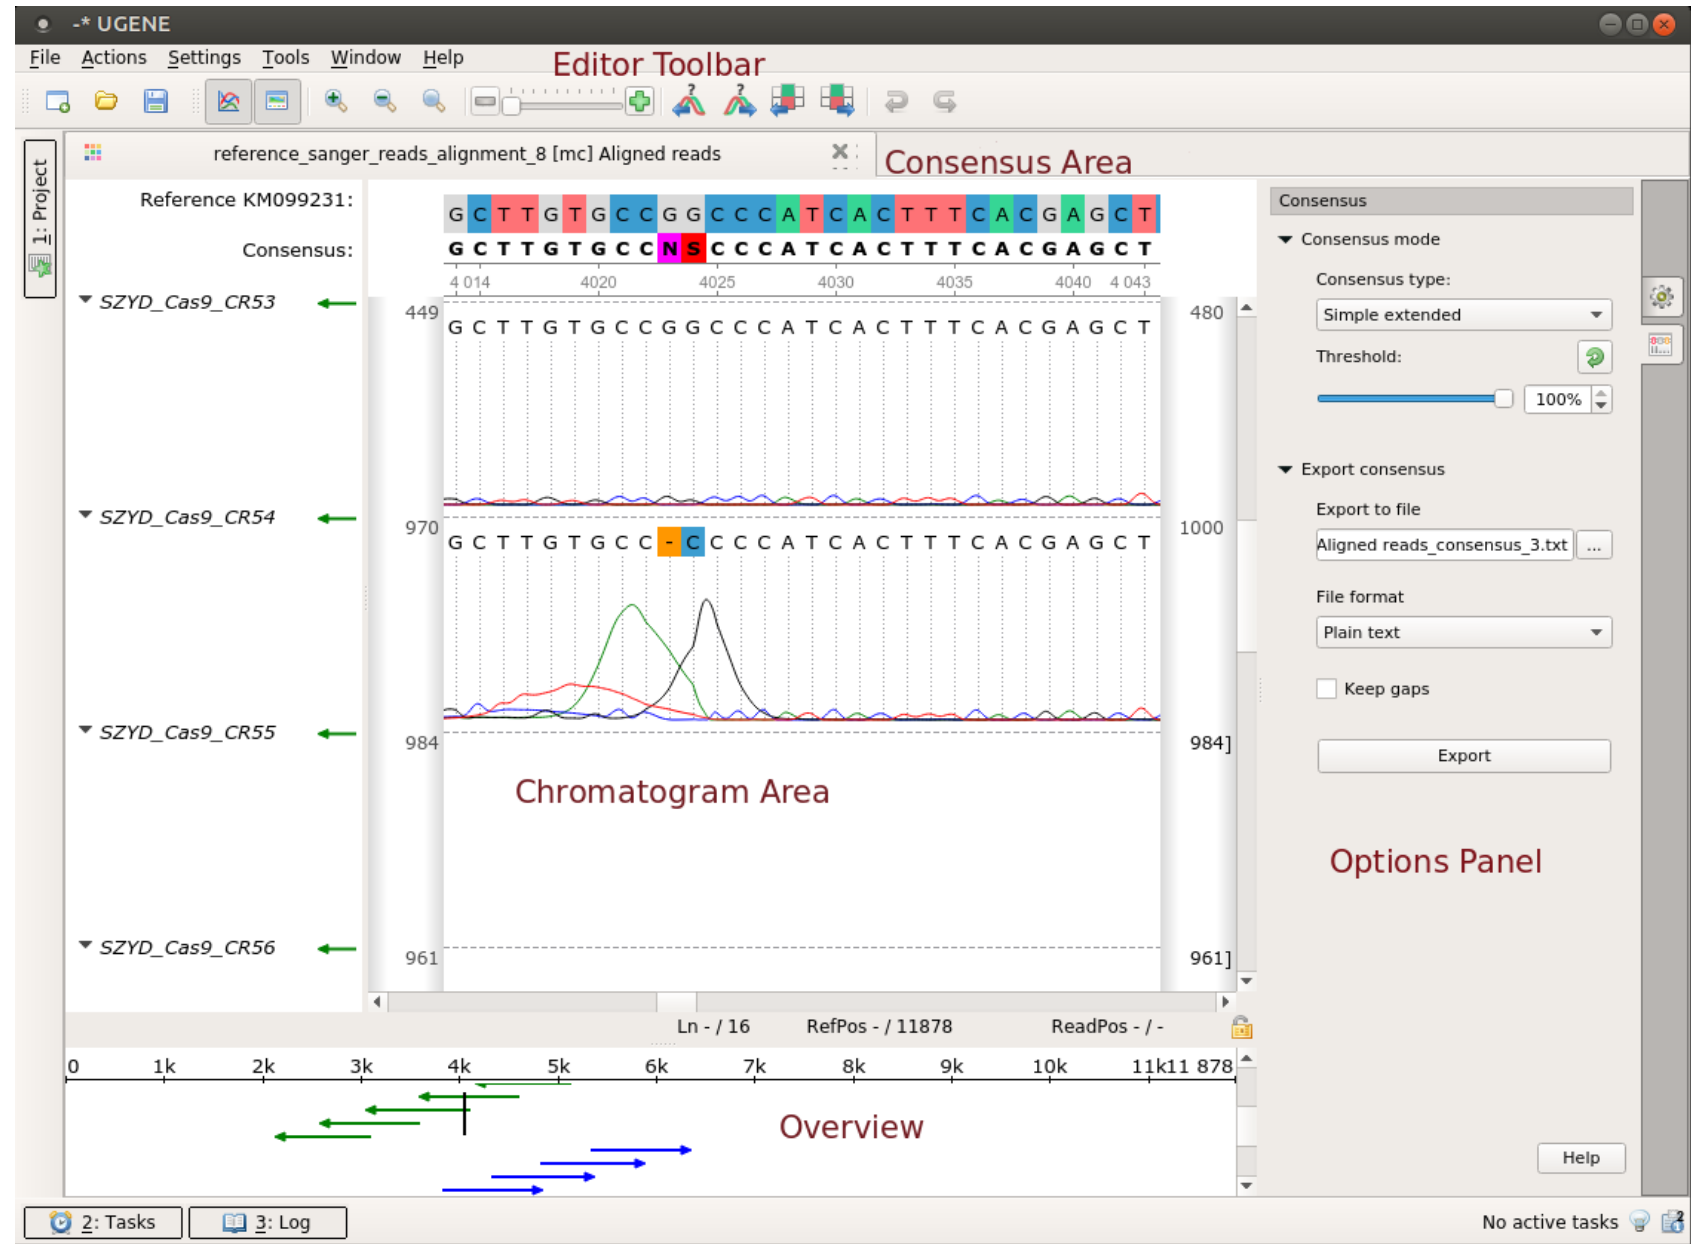 -* UGENE
File Actions Settings Tools Window Help
Editor Toolbar
1: Project
reference_sanger_reads_alignment_8 [mc] Aligned reads
Consensus Area
Reference KM099231:
G C T T G T G C C G G C C C A T C A C T T T C A C G A G C T
Consensus:
G C T T G T G C C N S C C C A T C A C T T T C A C G A G C T
4 014 4020 4025 4030 4035 4040 4 043
SZYD_Cas9_CR53
449 480
G C T T G T G C C G G C C C A T C A C T T T C A C G A G C T
SZYD_Cas9_CR54
970 1000
G C T T G T G C C - C C C C A T C A C T T T C A C G A G C T
SZYD_Cas9_CR55
984 984]
Chromatogram Area
SZYD_Cas9_CR56
961 961]
Ln - / 16 RefPos - / 11878 ReadPos - / -
0 1k 2k 3k 4k 5k 6k 7k 8k 9k 10k 11k11 878
Overview
Consensus
Consensus mode
Consensus type:
Simple extended
Threshold:
100%
Export consensus
Export to file
Aligned reads_consensus_3.txt ...
File format
Plain text
Keep gaps
Export
Options Panel
Help
2: Tasks 3: Log No active tasks 2